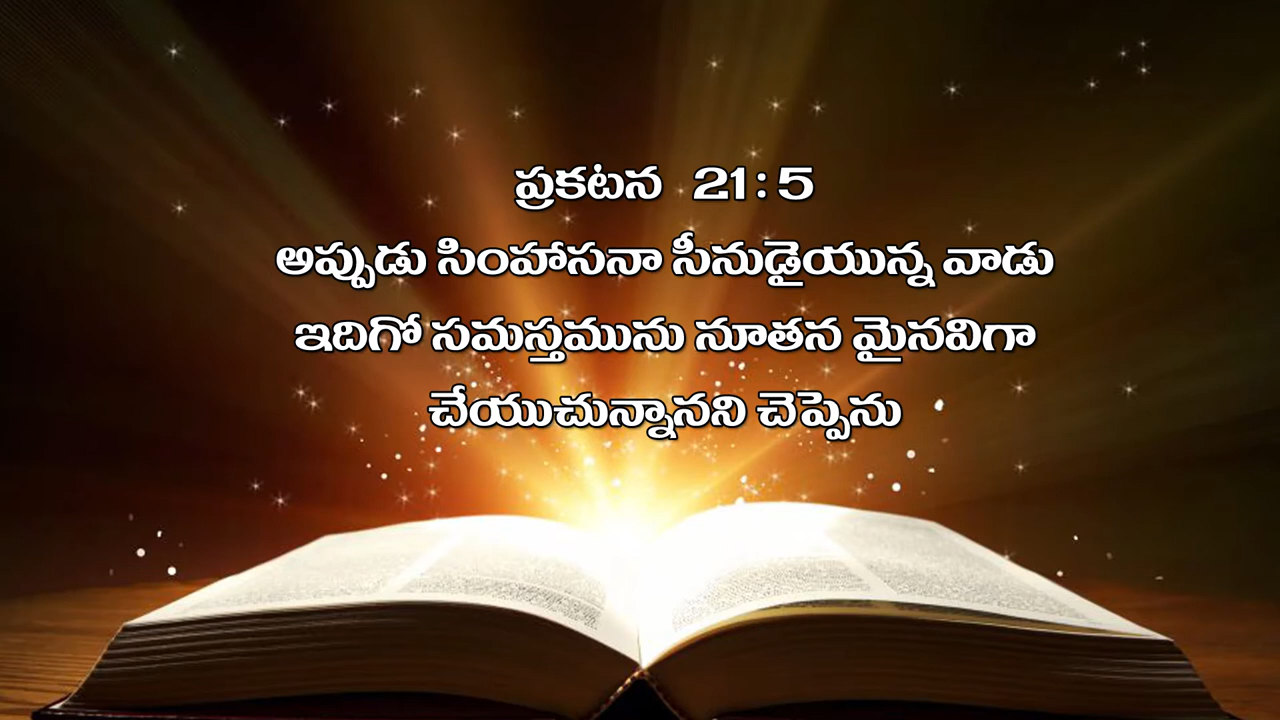 ప్రకటన 21 : 5
అప్పుడు సింహాసనా సీనుడైయున్న వాడు
ఇదిగో సమస్తమును నూతన మైనవిగా
చేయుచున్నానని చెప్పెను